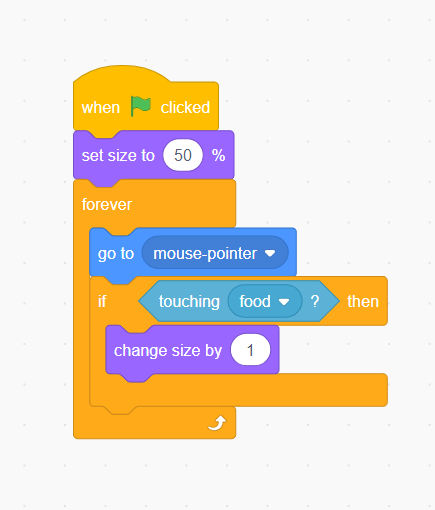 when clicked
set size to 50 %
forever
go to mouse-pointer
if touching food ? then
change size by 1